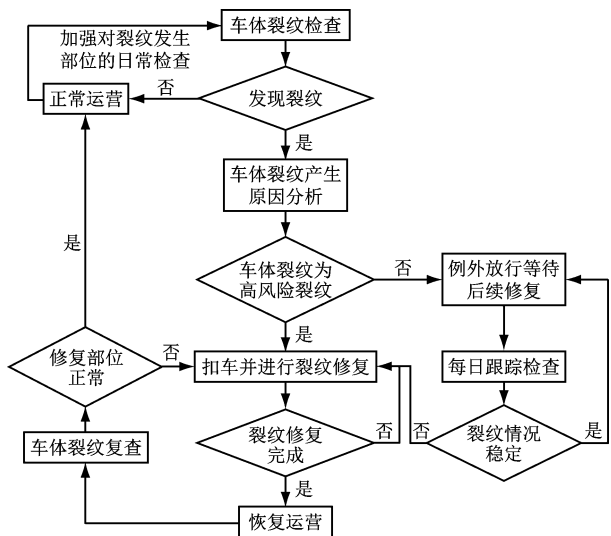 车体裂纹检查
加强对裂纹发生
部位的日常检查
正常运营
否
发现裂纹
是
车体裂纹产生
原因分析
是
车体裂纹为
高风险裂纹
否
例外放行等待
后续修复
是
修复部位
正常
否
扣车并进行裂纹修复
每日跟踪检查
车体裂纹复查
裂纹修复
完成
否
否
裂纹情况
稳定
是
是
恢复运营